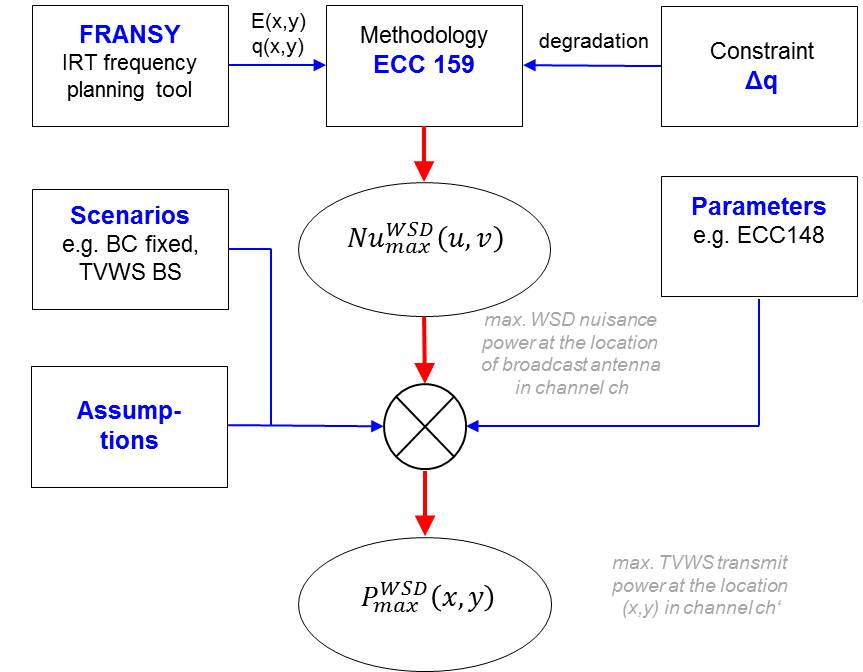 FRANSY
IRT frequency
planning tool
E(x,y)
q(x,y)
Methodology
ECC 159
degradation
Constraint
Δq
Scenarios
e.g. BC fixed,
TVWS BS
Nu_{max}^{WSD}(u,v)
Parameters
e.g. ECC148
max. WSD nuisance
power at the location
of broadcast antenna
in channel ch
Assump-
tions
P_{max}^{WSD}(x,y)
max. TVWS transmit
power at the location
(x,y) in channel ch‘